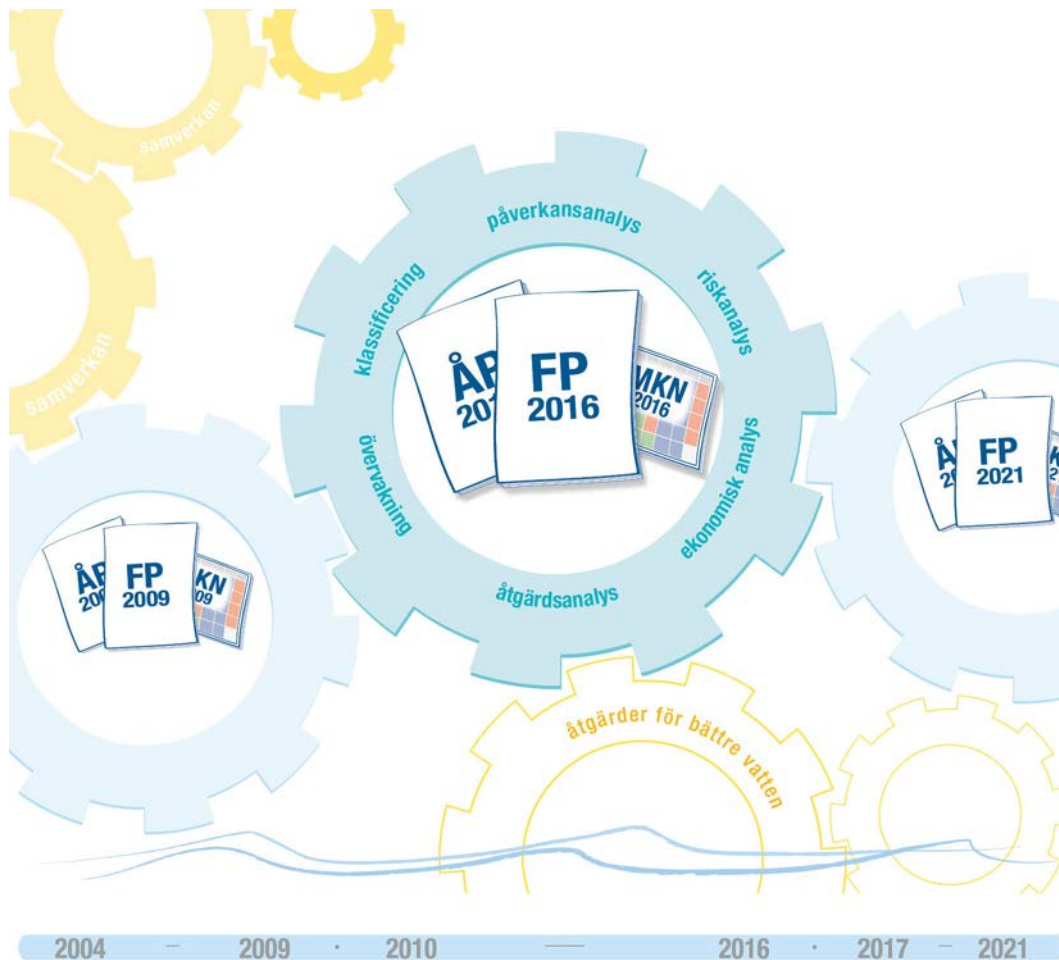 samverkan
samverkan
påverkansanalys
klassificering
riskanalys
övervakning
ekonomisk analys
åtgärdsanalys
FP
2016
MKN
2016
FP
2009
FP
2021
åtgärder för bättre vatten
2004 – 2009 · 2010 — 2016 · 2017 – 2021